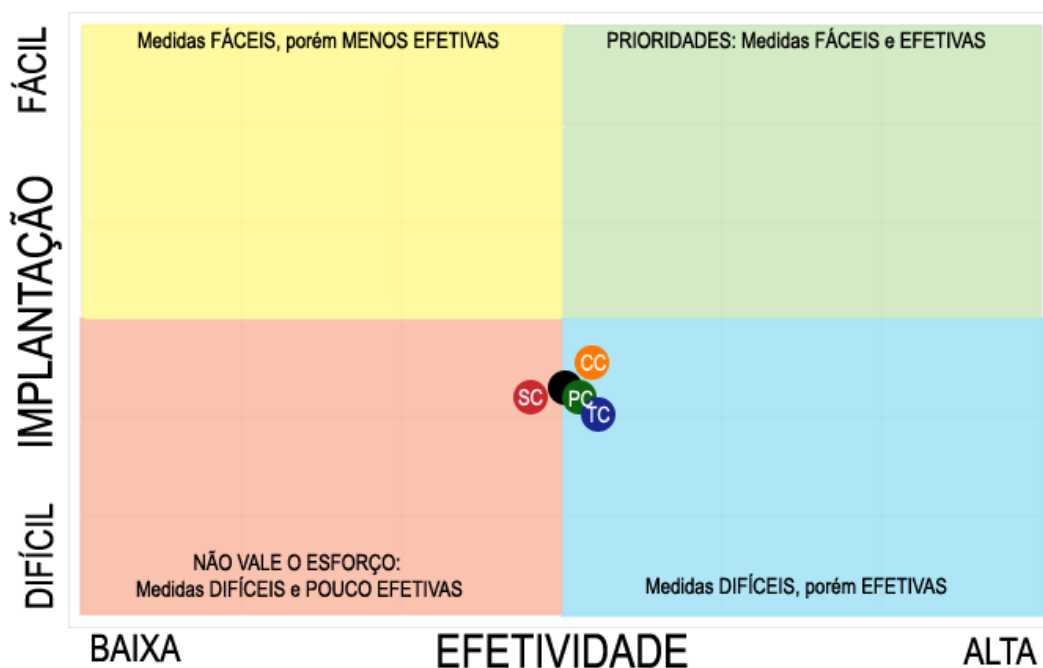 Medidas FÁCEIS, porém MENOS EFETIVAS
PRIORIDADES: Medidas FÁCEIS e EFETIVAS
FÁCIL
IMPLANTAÇÃO
DIFÍCIL
CC
SC
PC
TC
NÃO VALE O ESFORÇO:
Medidas DIFÍCEIS e POUCO EFETIVAS
Medidas DIFÍCEIS, porém EFETIVAS
BAIXA
EFETIVIDADE
ALTA